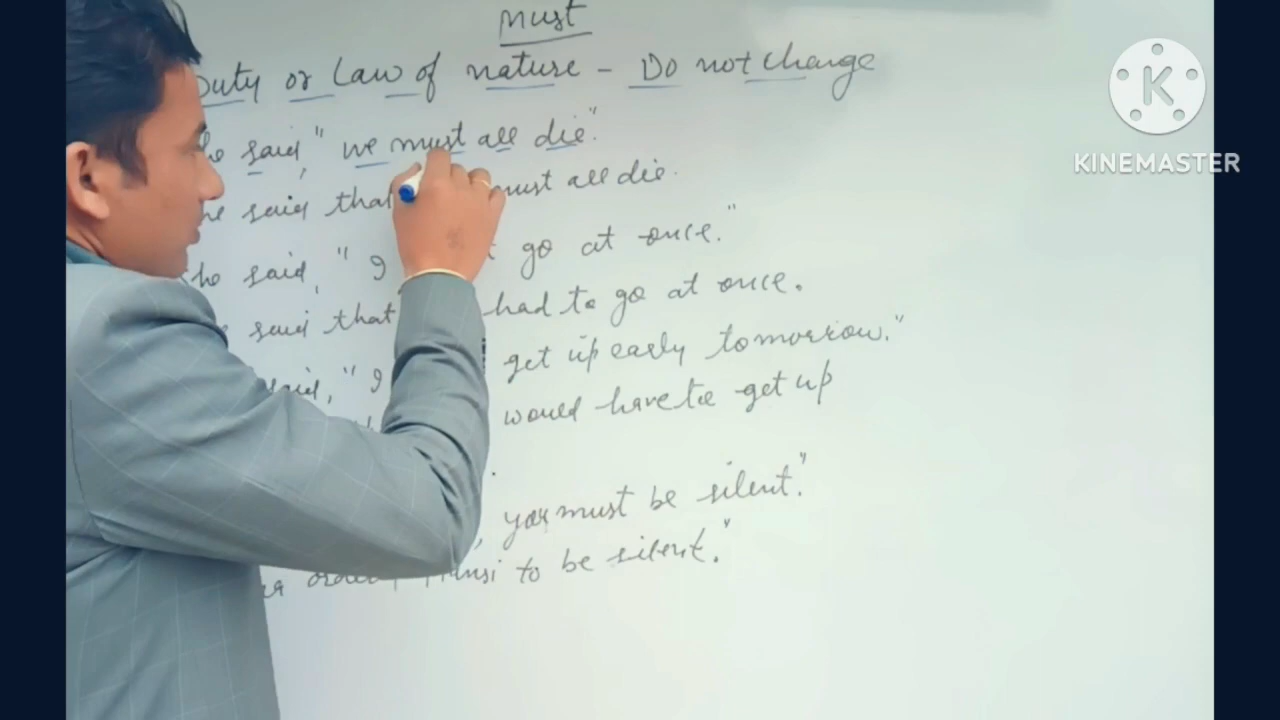 must
Duty or Law of nature - Do not change
he said, "we must all die".
he said that must all die.
he said, "I go at once."
said that had to go at once.
said, "I get up early tomorrow."
would have to get up
you must be silent."
to be silent."
KINEMASTER